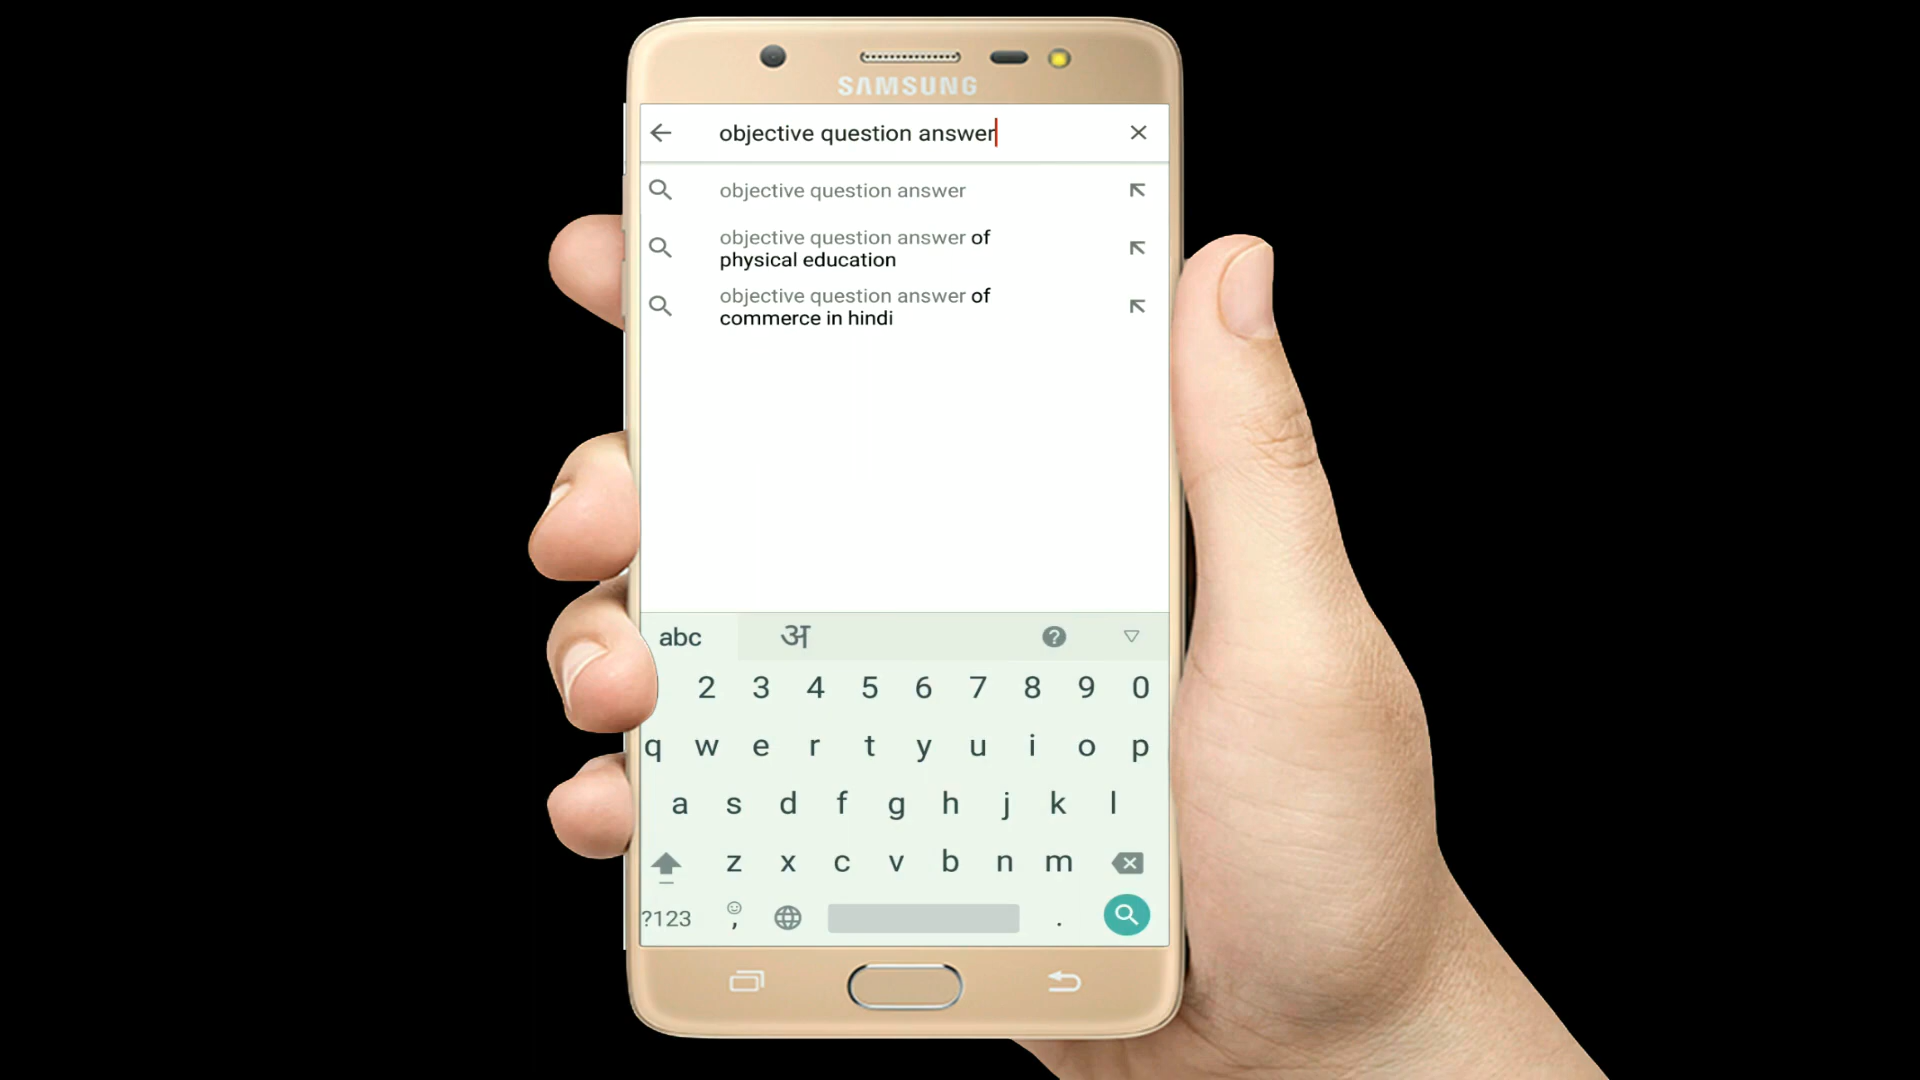 SAMSUNG
objective question answer
objective question answer
objective question answer of
physical education
objective question answer of
commerce in hindi
abc अ ?
2 3 4 5 6 7 8 9 0
q w e r t y u i o p
a s d f g h j k l
z x c v b n m
?123 , .